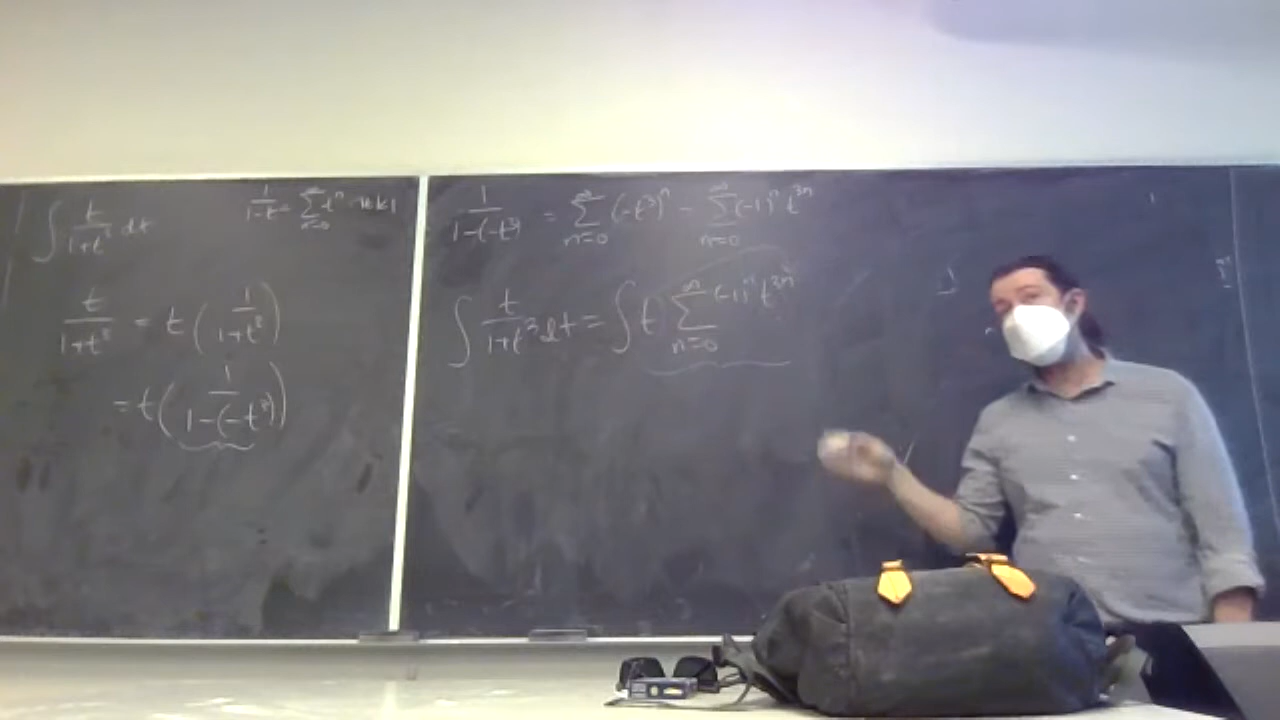 ∫ t/(1+t³) dt
1/(1-t) = ∑_{n=0}^{∞} tⁿ
t/(1+t³) = t(1/(1+t³))
= t(1/(1-(-t³)))
1/(1-(-t³)) = ∑_{n=0}^{∞} (-t³)ⁿ = ∑_{n=0}^{∞} (-1)ⁿ t³ⁿ
∫ t/(1+t³) dt = ∫ t ∑_{n=0}^{∞} (-1)ⁿ t³ⁿ